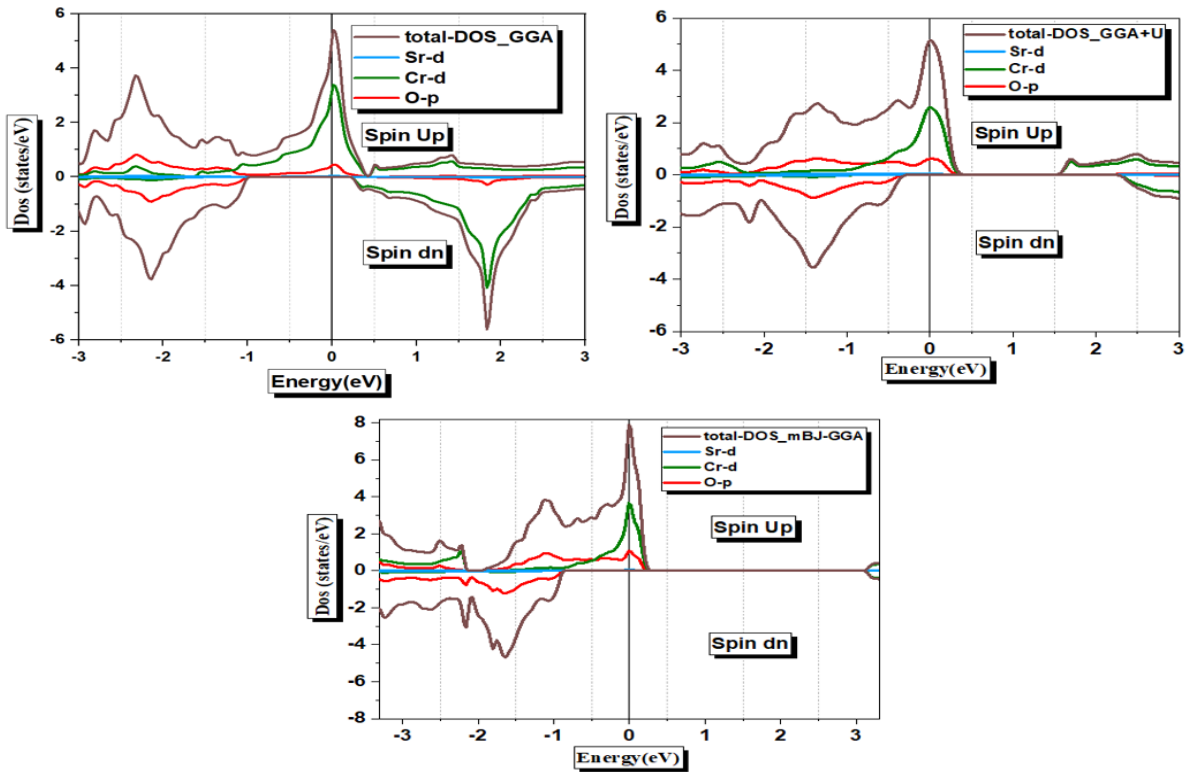 total-DOS_GGA
Sr-d
Cr-d
O-p
Spin Up
Spin dn
Dos (states/eV)
6
4
2
0
-2
-4
-6
-3
-2
-1
0
1
2
3
Energy(eV)
total-DOS_GGA+U
Sr-d
Cr-d
O-p
Spin Up
Spin dn
Dos (states/eV)
6
4
2
0
-2
-4
-6
-3
-2
-1
0
1
2
3
Energy(eV)
total-DOS_mBJ-GGA
Sr-d
Cr-d
O-p
Spin Up
Spin dn
Dos (states/eV)
8
6
4
2
0
-2
-4
-6
-8
-3
-2
-1
0
1
2
3
Energy(eV)